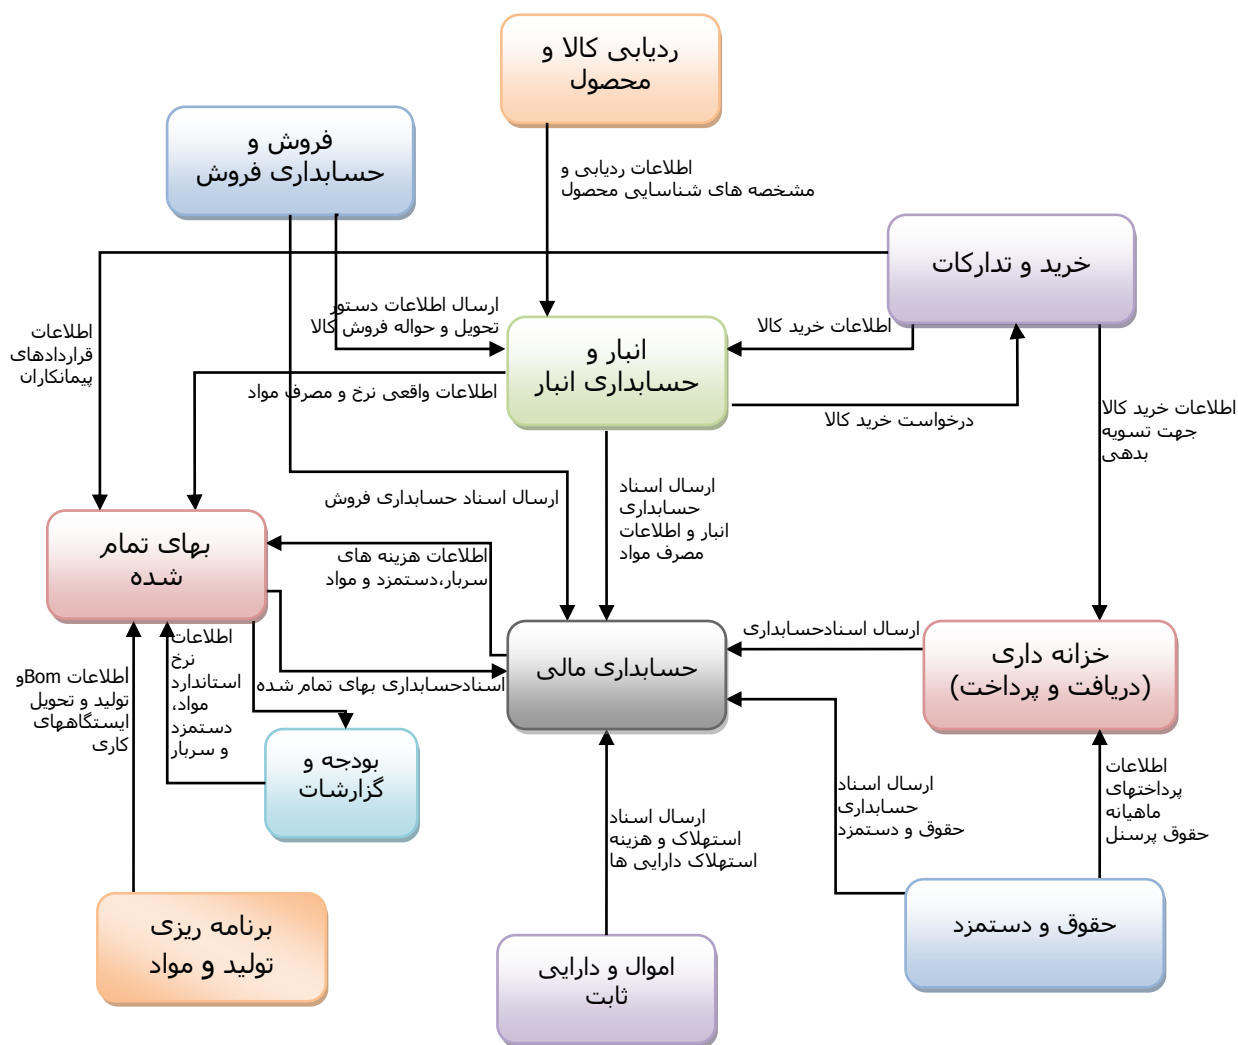 ردیابی کالا و
محصول
فروش و
حسابداری فروش
اطلاعات ردیابی و
مشخصه های شناسایی محصول
خرید و تدارکات
ارسال اطلاعات دستور
تحویل و حواله فروش کالا
اطلاعات خرید کالا
انبار و
حسابداری انبار
اطلاعات
قراردادهای
پیمانکاران
اطلاعات واقعی نرخ و مصرف مواد
درخواست خرید کالا
اطلاعات خرید کالا
جهت تسویه
بدهی
ارسال اسناد حسابداری فروش
ارسال اسناد
حسابداری
انبار و اطلاعات
مصرف مواد
بهای تمام
شده
اطلاعات هزینه های
سربار،دستمزد و مواد
ارسال اسنادحسابداری
خزانه داری
(دریافت و پرداخت)
حسابداری مالی
اطلاعات
نرخ
استاندارد
مواد،
دستمزد
و سربار
اسنادحسابداری بهای تمام شده
اطلاعات Bomو
تولید و تحویل
ایستگاههای
کاری
بودجه و
گزارشات
ارسال اسناد
استهلاک و هزینه
استهلاک دارایی ها
ارسال اسناد
حسابداری
حقوق و دستمزد
اطلاعات
پرداختهای
ماهیانه
حقوق پرسنل
برنامه ریزی
تولید و مواد
اموال و دارایی
ثابت
حقوق و دستمزد